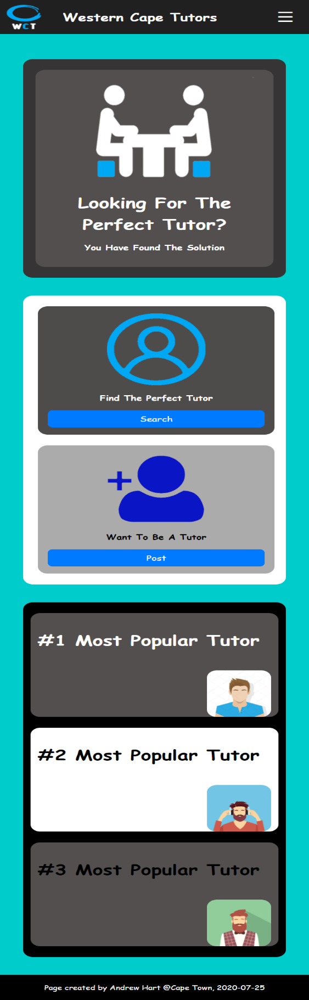 WCT
Western Cape Tutors
Looking For The
Perfect Tutor?
You Have Found The Solution
Find The Perfect Tutor
Search
Want To Be A Tutor
Post
#1 Most Popular Tutor
#2 Most Popular Tutor
#3 Most Popular Tutor
Page created by Andrew Hart @Cape Town, 2020-07-25